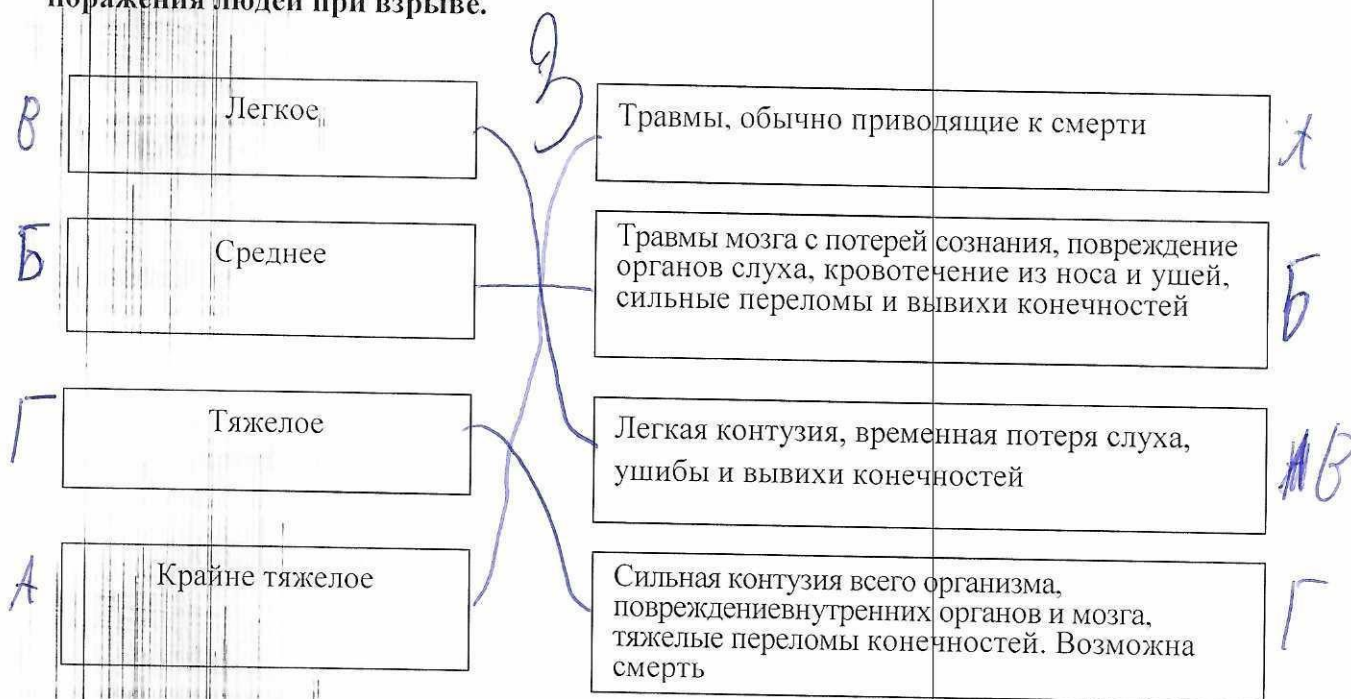 поражения людей при взрыве.
3
В
Легкое
Травмы, обычно приводящие к смерти
А
Б
Среднее
Травмы мозга с потерей сознания, повреждение
органов слуха, кровотечение из носа и ушей,
сильные переломы и вывихи конечностей
Б
Г
Тяжелое
Легкая контузия, временная потеря слуха,
ушибы и вывихи конечностей
В
А
Крайне тяжелое
Сильная контузия всего организма,
повреждениевнутренних органов и мозга,
тяжелые переломы конечностей. Возможна
смерть
Г